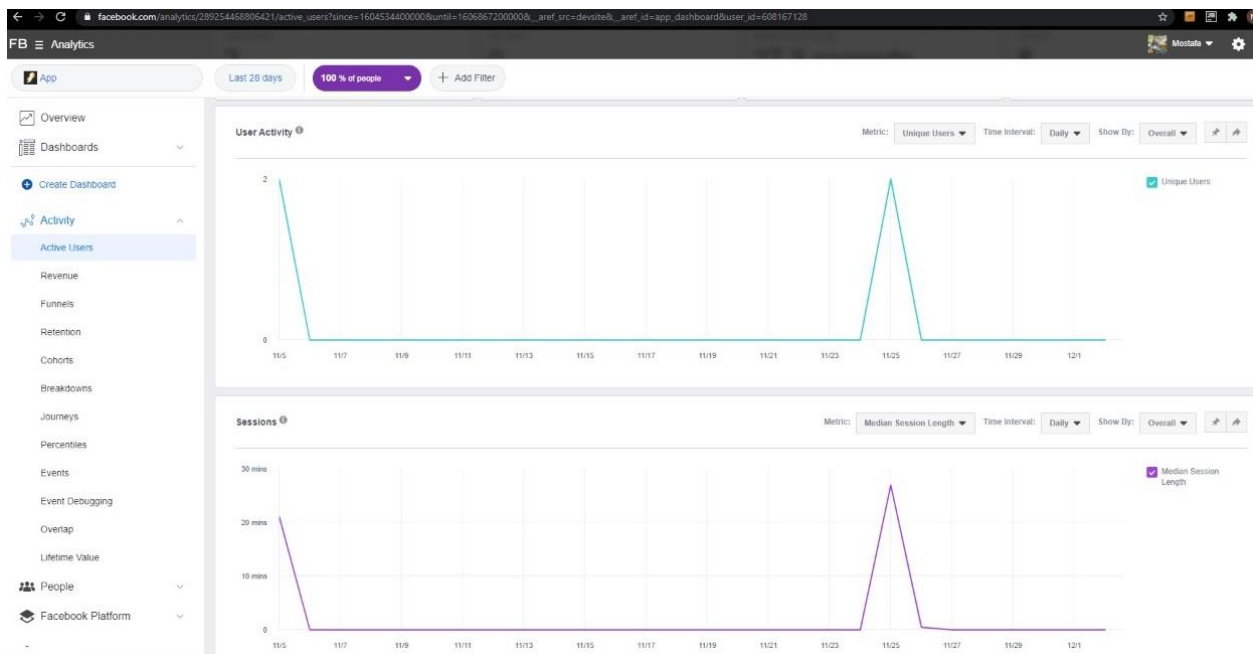 facebook.com/analytics/289254468806421/active_users?since=1604534400000&until=1606867200000&__aref_src=devsite&__aref_id=app_dashboard&user_id=608167128
FB Analytics
Mostafa
App
Last 28 days
100 % of people
Add Filter
Overview
Dashboards
Create Dashboard
Activity
Active Users
Revenue
Funnels
Retention
Cohorts
Breakdowns
Journeys
Percentiles
Events
Event Debugging
Overlap
Lifetime Value
People
Facebook Platform
User Activity
Metric: Unique Users Time Interval: Daily Show By: Overall
2
Unique Users
0
11/5 11/7 11/9 11/11 11/13 11/15 11/17 11/19 11/21 11/23 11/25 11/27 11/29 12/1
Sessions
Metric: Median Session Length Time Interval: Daily Show By: Overall
30 mins
Median Session
Length
20 mins
10 mins
0
11/5 11/7 11/9 11/11 11/13 11/15 11/17 11/19 11/21 11/23 11/25 11/27 11/29 12/1